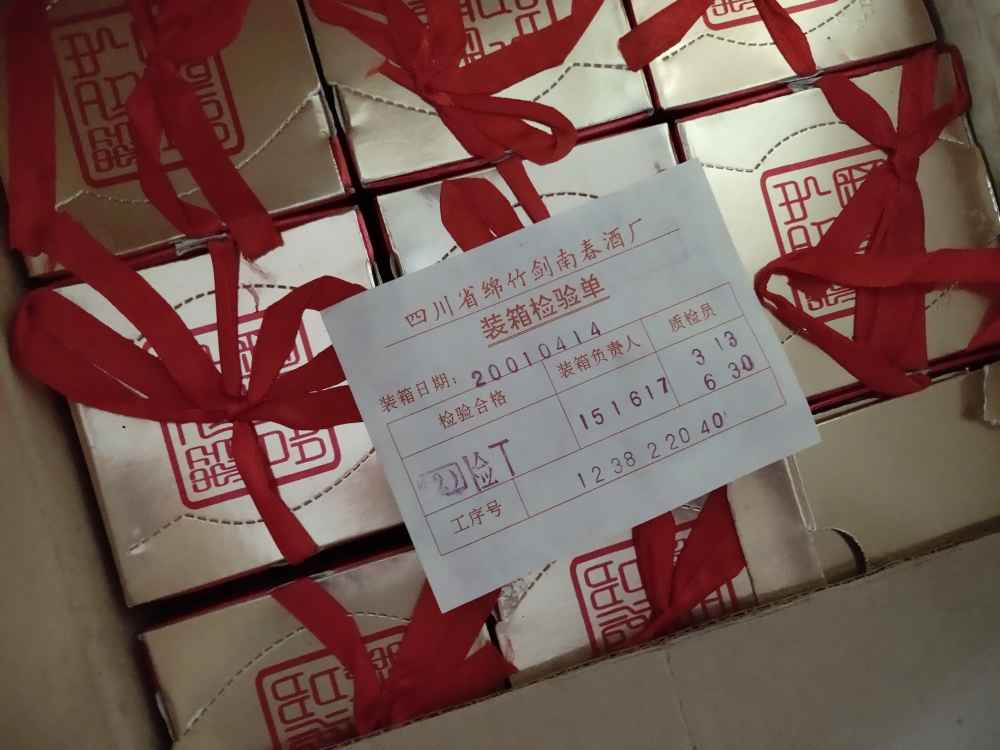 四川省绵竹剑南春酒厂
装箱检验单
装箱日期: 20010414
检验合格 装箱负责人 质检员
检 151617 3 13
6 30
工序号 12 38 2 20 40